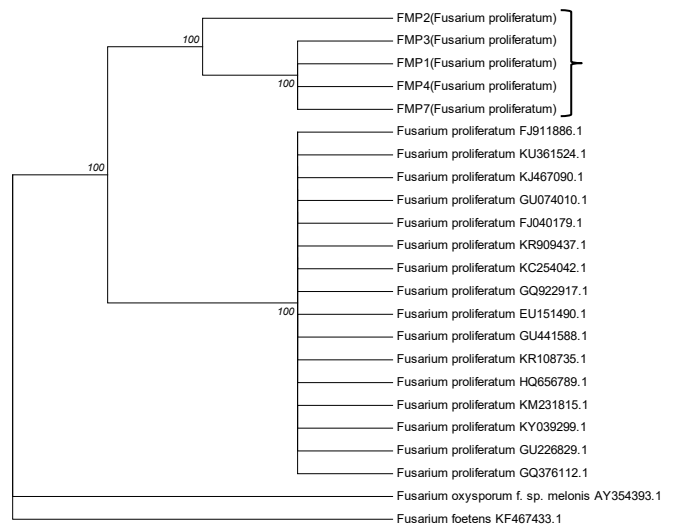 FMP2(Fusarium proliferatum)
100
FMP3(Fusarium proliferatum)
FMP1(Fusarium proliferatum)
100
FMP4(Fusarium proliferatum)
FMP7(Fusarium proliferatum)
Fusarium proliferatum FJ911886.1
Fusarium proliferatum KU361524.1
100
Fusarium proliferatum KJ467090.1
Fusarium proliferatum GU074010.1
Fusarium proliferatum FJ040179.1
Fusarium proliferatum KR909437.1
Fusarium proliferatum KC254042.1
Fusarium proliferatum GQ922917.1
100
Fusarium proliferatum EU151490.1
Fusarium proliferatum GU441588.1
Fusarium proliferatum KR108735.1
Fusarium proliferatum HQ656789.1
Fusarium proliferatum KM231815.1
Fusarium proliferatum KY039299.1
Fusarium proliferatum GU226829.1
Fusarium proliferatum GQ376112.1
Fusarium oxysporum f. sp. melonis AY354393.1
Fusarium foetens KF467433.1